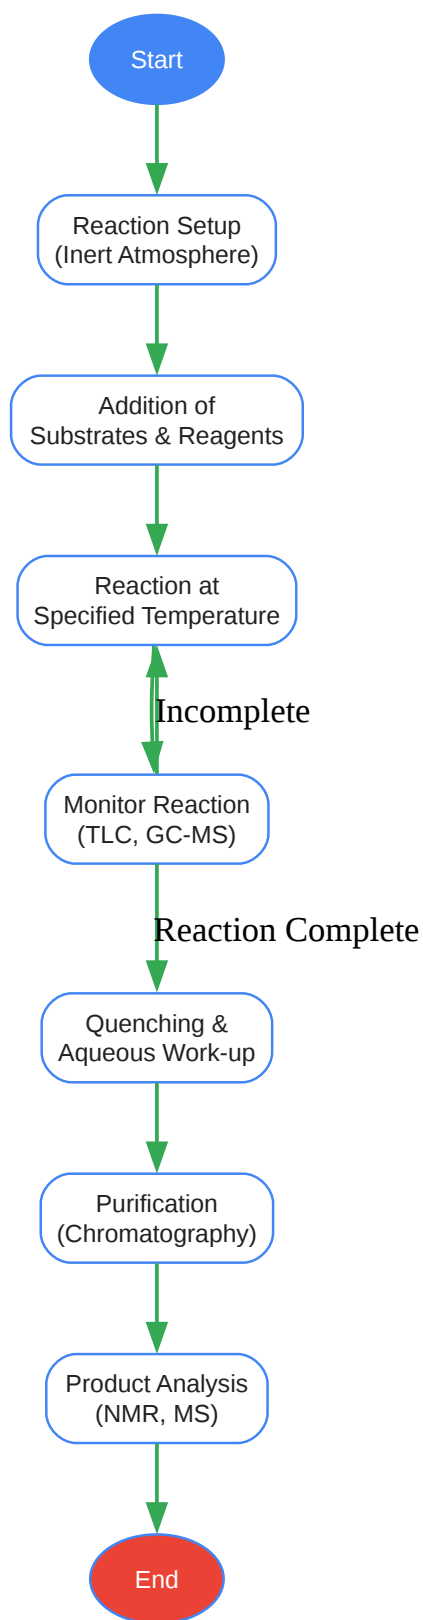 Start
Reaction Setup
(Inert Atmosphere)
Addition of
Substrates & Reagents
Reaction at
Specified Temperature
Incomplete
Monitor Reaction
(TLC, GC-MS)
Reaction Complete
Quenching &
Aqueous Work-up
Purification
(Chromatography)
Product Analysis
(NMR, MS)
End